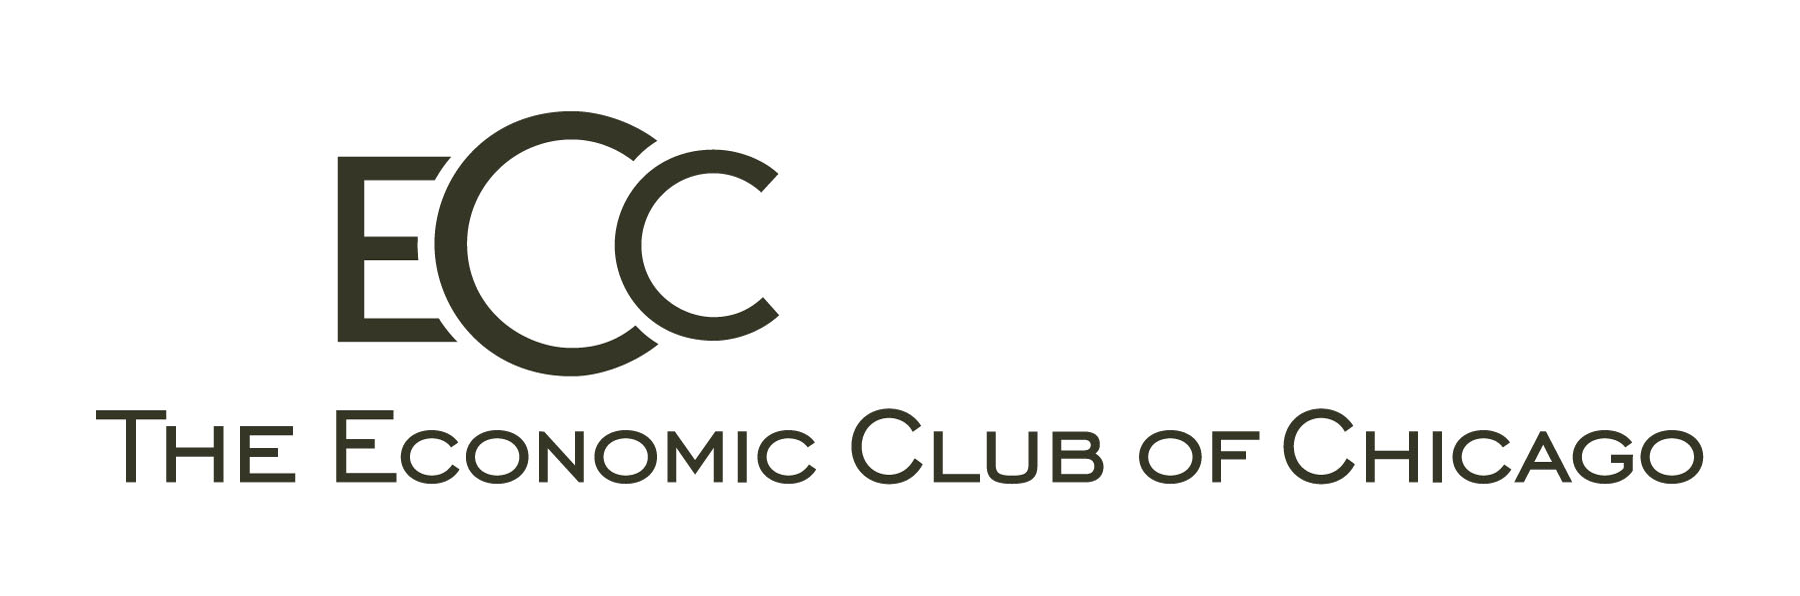 ECC
THE ECONOMIC CLUB OF CHICAGO